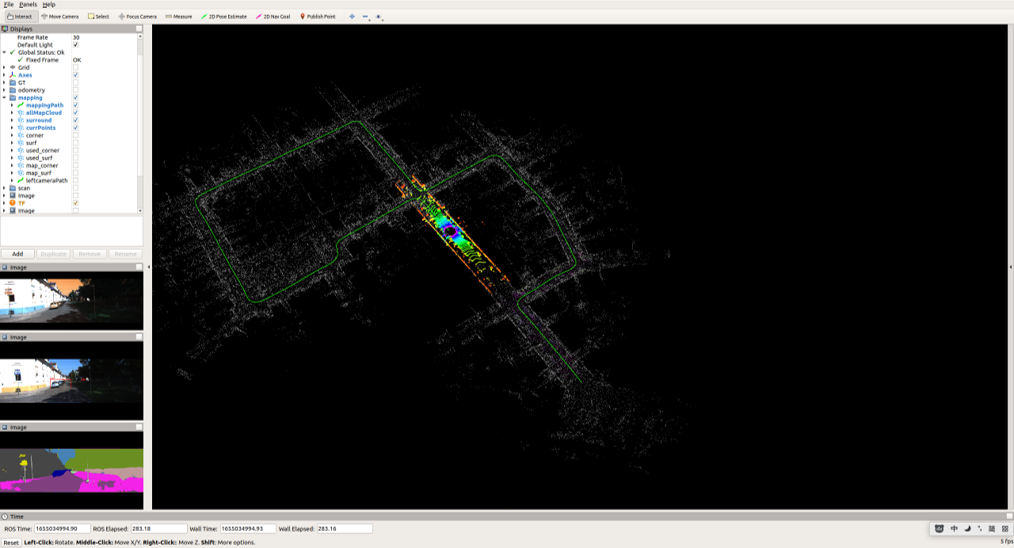 File Panels Help
Interact Move Camera Select Focus Camera Measure 2D Pose Estimate 2D Nav Goal Publish Point
Displays
Frame Rate 30
Default Light
Global Status: Ok
Fixed Frame OK
Grid
Axes
GT
odometry
mapping
mappingPath
allMapCloud
surround
currPoints
corner
surf
used_corner
used_surf
map_corner
map_surf
leftcameraPath
scan
Image
TF
Image
Add Duplicate Remove Rename
Image
Image
Image
Time
ROS Time: 1655034994.90 ROS Elapsed: 283.18 Wall Time: 1655034994.93 Wall Elapsed: 283.16
中 简
Reset Left-Click: Rotate. Middle-Click: Move X/Y. Right-Click: Move Z. Shift: More options. 5 fps